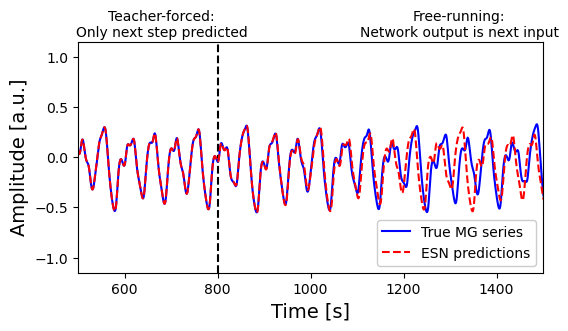 Teacher-forced:
Only next step predicted
Free-running:
Network output is next input
1.0
0.5
0.0
−0.5
−1.0
Amplitude [a.u.]
True MG series
ESN predictions
600
800
1000
1200
1400
Time [s]